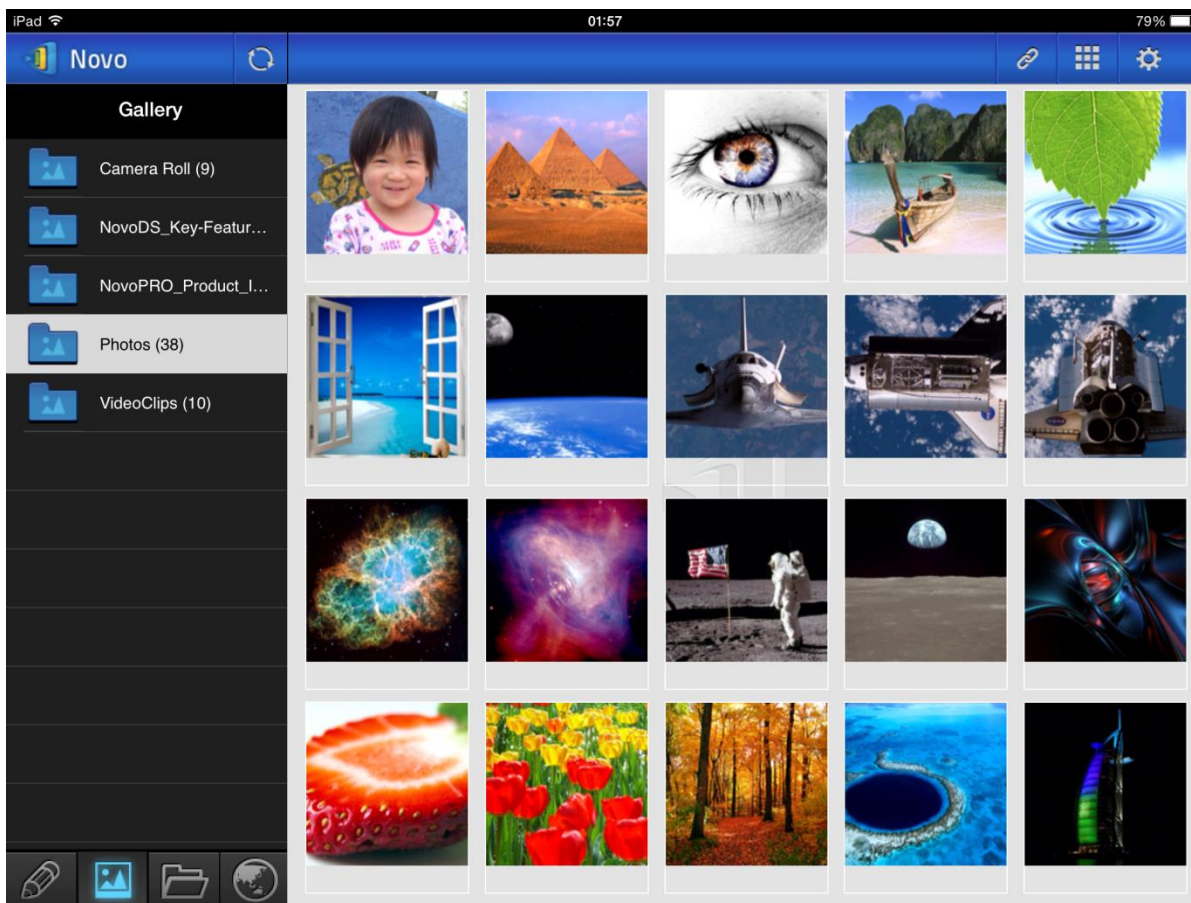 iPad 01:57 79%
Novo
Gallery
Camera Roll (9)
NovoDS_Key-Featur...
NovoPRO_Product_I...
Photos (38)
VideoClips (10)